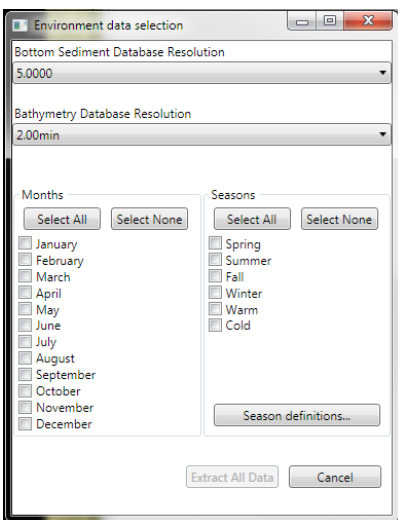 Environment data selection
Bottom Sediment Database Resolution
5.0000
Bathymetry Database Resolution
2.00min
Months
Select All Select None
January
February
March
April
May
June
July
August
September
October
November
December
Seasons
Select All Select None
Spring
Summer
Fall
Winter
Warm
Cold
Season definitions...
Extract All Data Cancel